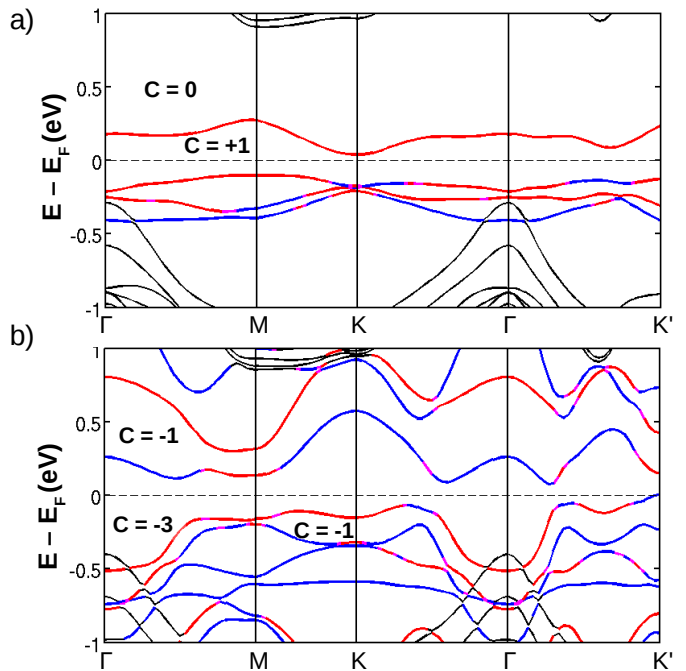 a)
1
0.5
0
-0.5
-1
E − E_F (eV)
C = 0
C = +1
Γ M K Γ K'
b)
1
0.5
0
-0.5
-1
E − E_F (eV)
C = -1
C = -3
C = -1
Γ M K Γ K'